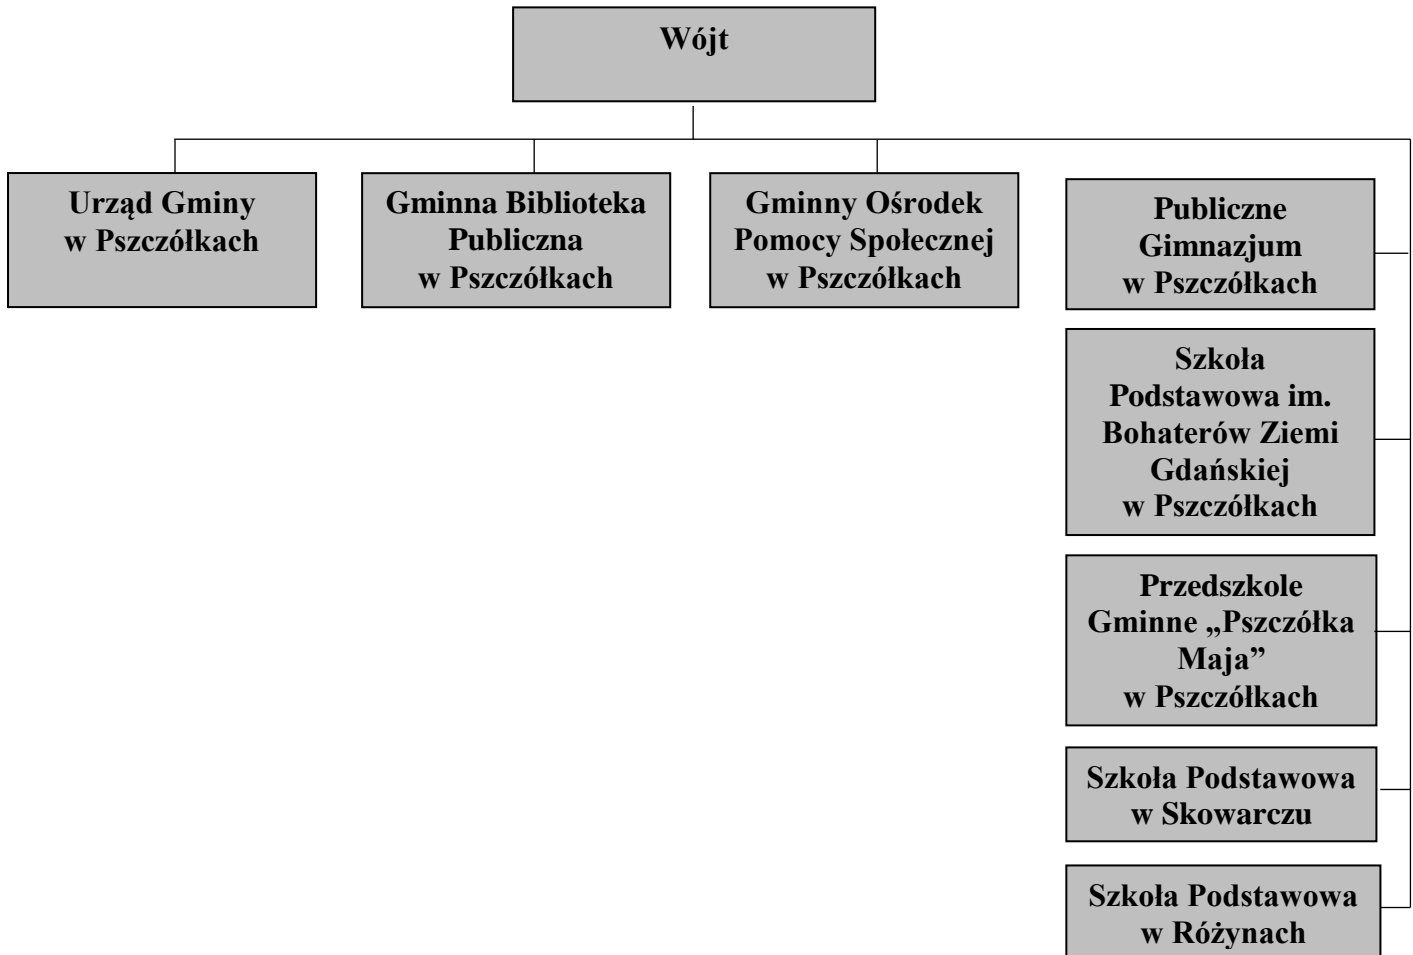 Wójt
Urząd Gminy
w Pszczółkach
Gminna Biblioteka
Publiczna
w Pszczółkach
Gminny Ośrodek
Pomocy Społecznej
w Pszczółkach
Publiczne
Gimnazjum
w Pszczółkach
Szkoła
Podstawowa im.
Bohaterów Ziemi
Gdańskiej
w Pszczółkach
Przedszkole
Gminne „Pszczółka
Maja”
w Pszczółkach
Szkoła Podstawowa
w Skowarczu
Szkoła Podstawowa
w Różynach